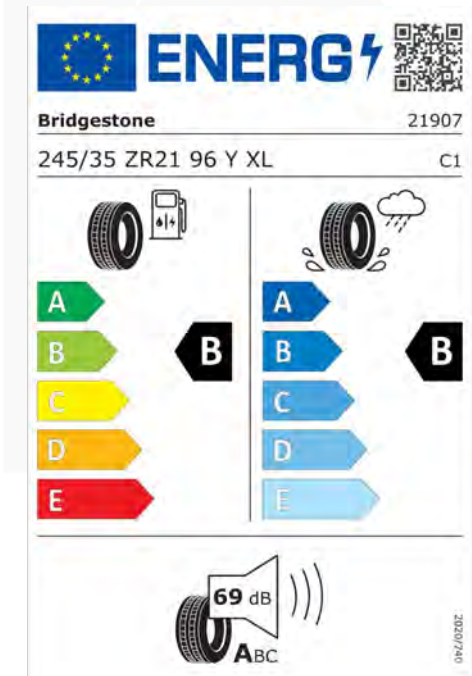 ENERG
Bridgestone 21907
245/35 ZR21 96 Y XL C1
A A
B B B B
C C
D D
E E
69 dB
ABC
2020/740